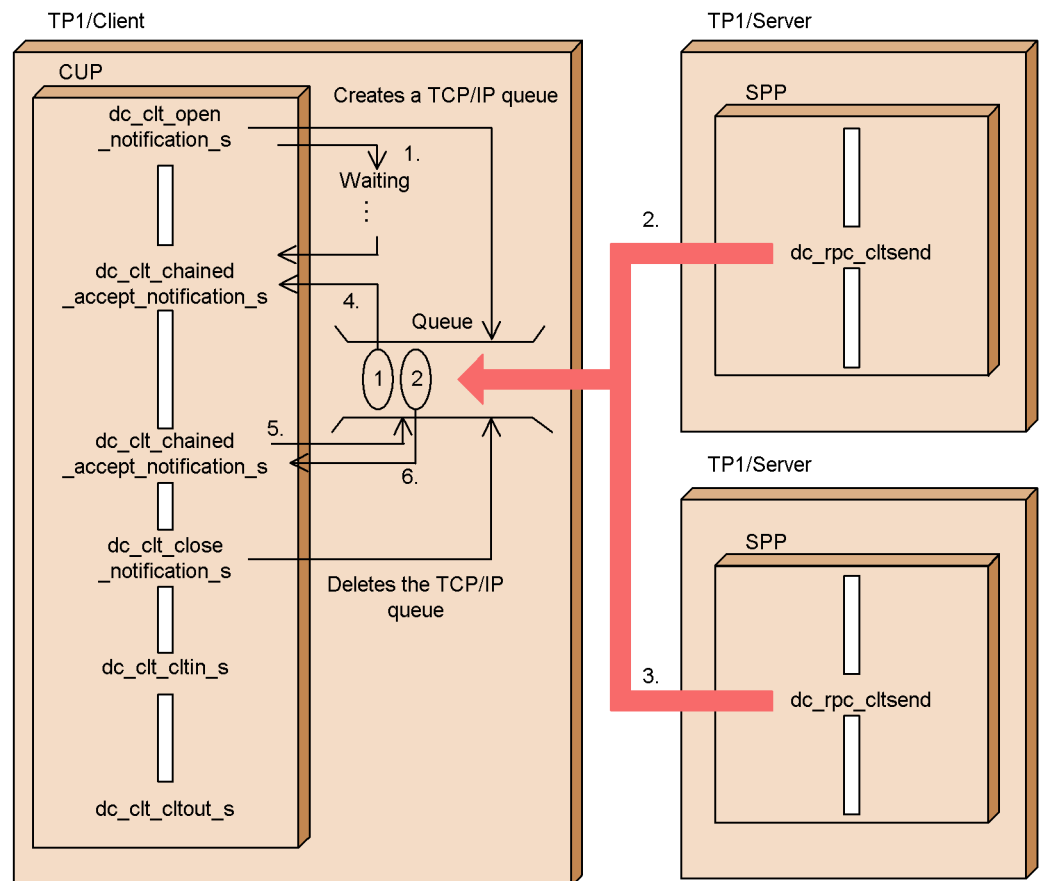 TP1/Client
CUP
dc_clt_open
_notification_s
Creates a TCP/IP queue
1.
Waiting
dc_clt_chained
_accept_notification_s
4.
Queue
1
2
dc_clt_chained
_accept_notification_s
5.
6.
dc_clt_close
_notification_s
Deletes the TCP/IP
queue
dc_clt_cltin_s
dc_clt_cltout_s
TP1/Server
SPP
2.
dc_rpc_cltsend
TP1/Server
SPP
3.
dc_rpc_cltsend